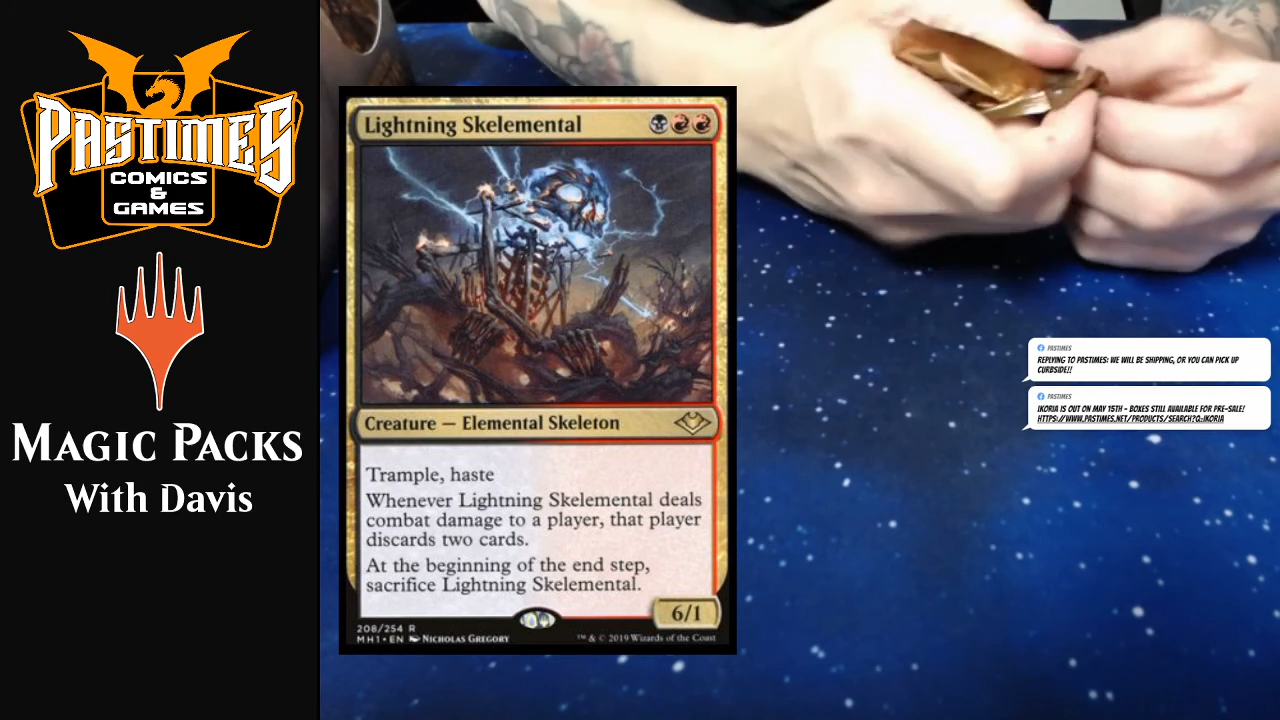 PASTIMES
COMICS
&
GAMES
MAGIC PACKS
WITH DAVIS
Lightning Skelemental
Creature — Elemental Skeleton
Trample, haste
Whenever Lightning Skelemental deals
combat damage to a player, that player
discards two cards.
At the beginning of the end step,
sacrifice Lightning Skelemental.
6/1
208/254 R
MH1 • EN NICHOLAS GREGORY
™ & © 2019 Wizards of the Coast
PASTIMES
REPLYING TO PASTIMES: WE WILL BE SHIPPING, OR YOU CAN PICK UP
CURBSIDE!!
PASTIMES
IKORIA IS OUT ON MAY 15TH - BOXES STILL AVAILABLE FOR PRE-SALE!
HTTPS://WWW.PASTIMES.NET/PRODUCTS/SEARCH?Q=IKORIA